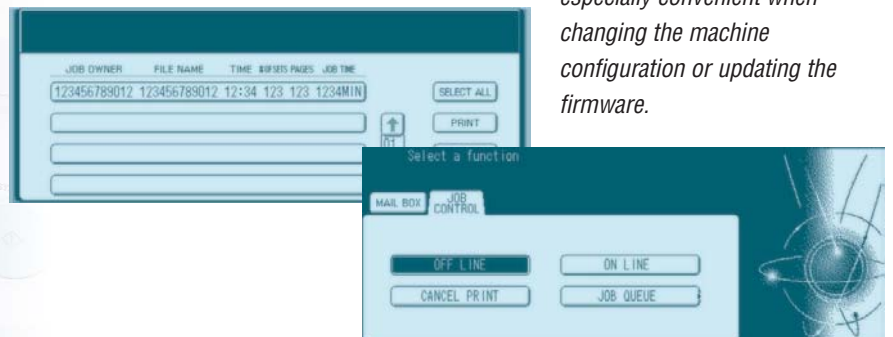 especially convenient when
changing the machine
configuration or updating the
firmware.
JOB OWNER FILE NAME TIME # OF SETS PAGES JOB TIME
123456789012 123456789012 12:34 123 123 1234MIN
SELECT ALL
PRINT
01
Select a function
MAIL BOX
JOB
CONTROL
OFF LINE
ON LINE
CANCEL PRINT
JOB QUEUE